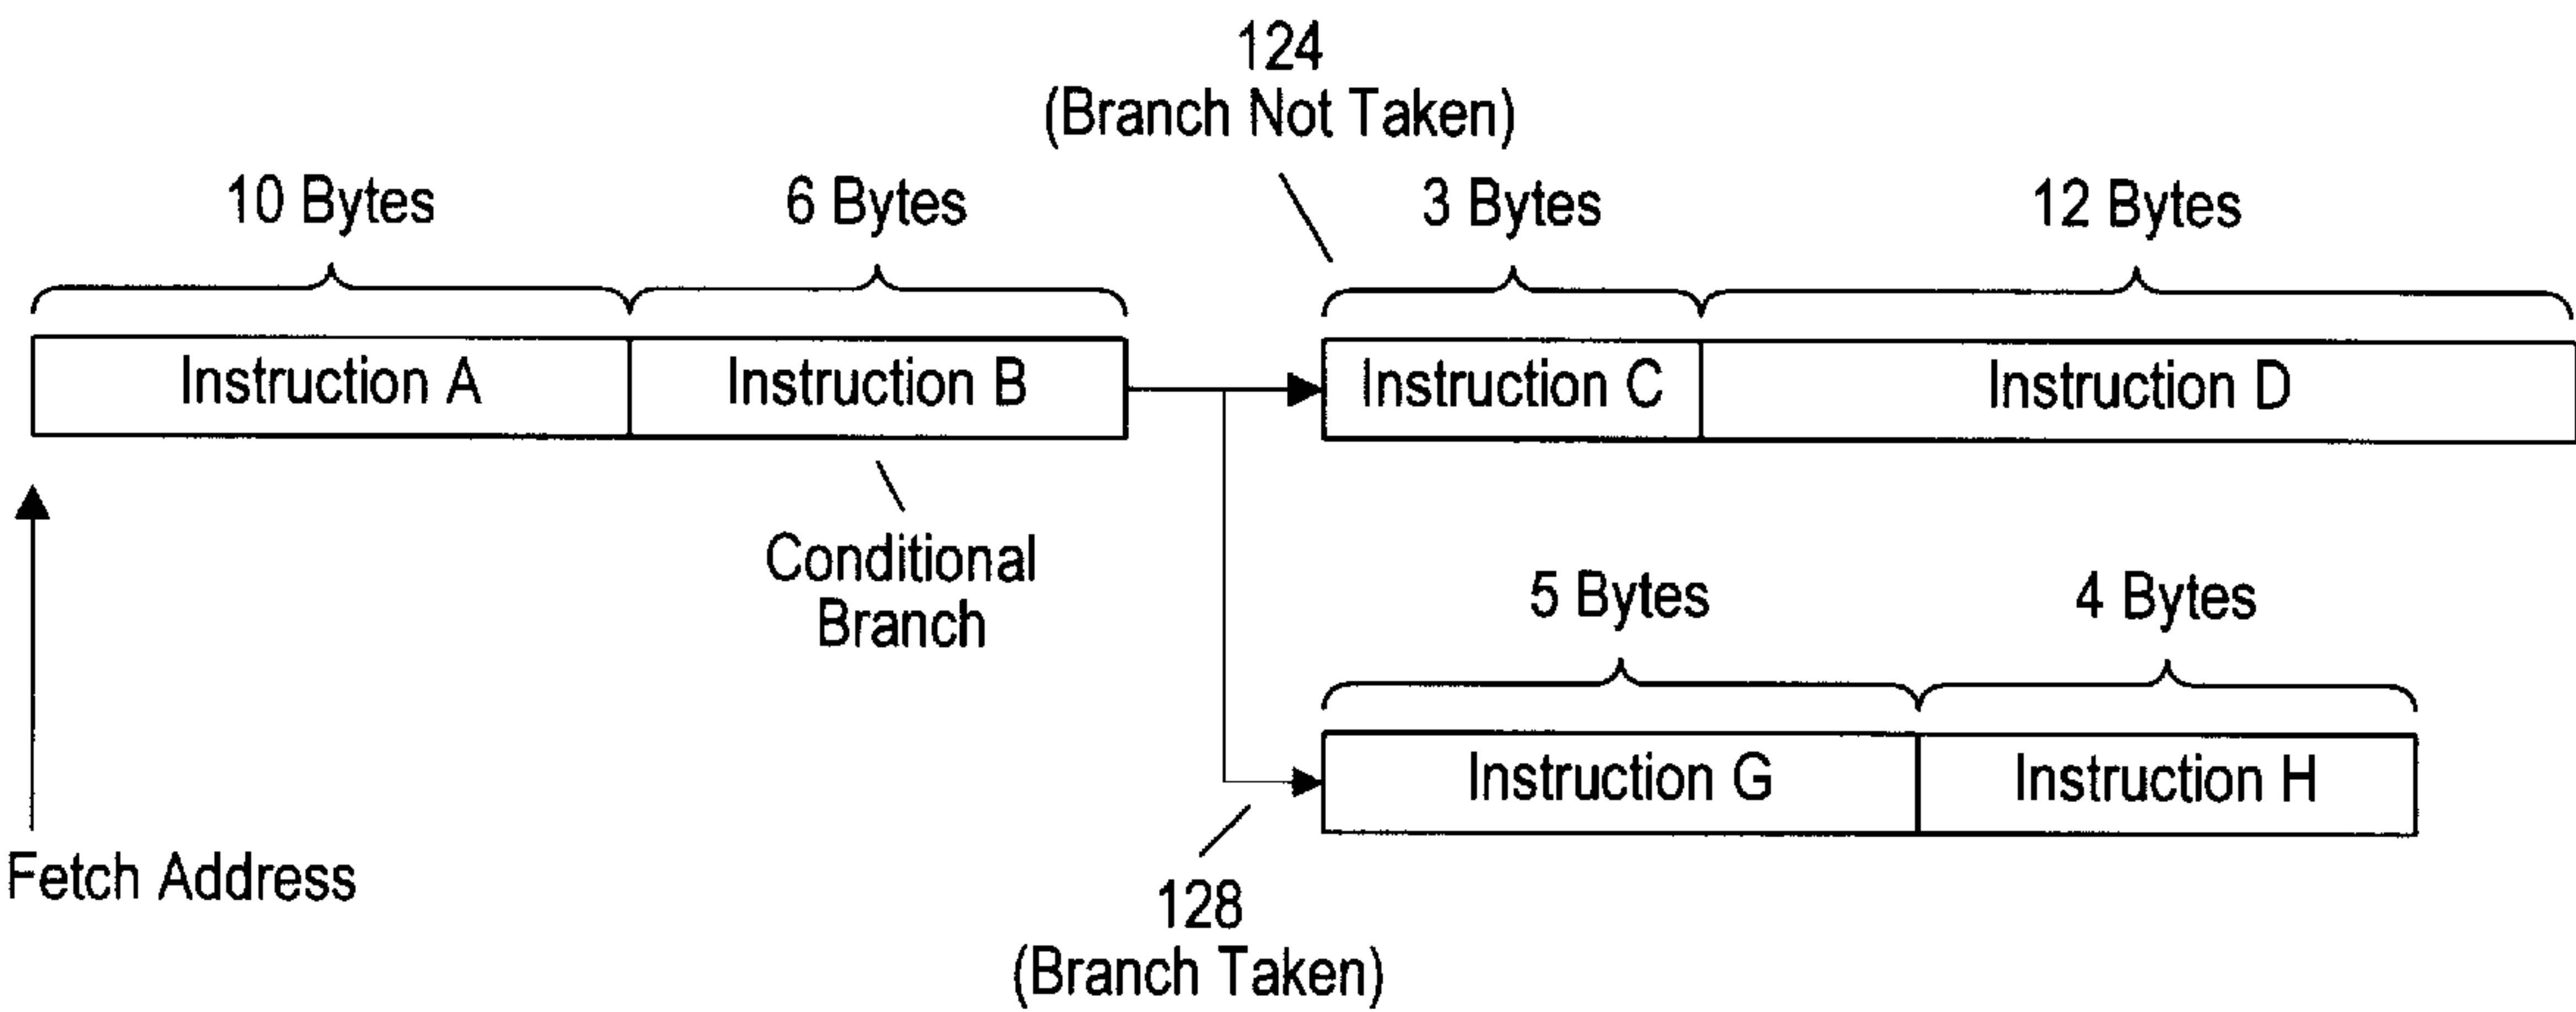 124
(Branch Not Taken)
10 Bytes
6 Bytes
3 Bytes
12 Bytes
Instruction A
Instruction B
Instruction C
Instruction D
Conditional
Branch
5 Bytes
4 Bytes
Instruction G
Instruction H
Fetch Address
128
(Branch Taken)